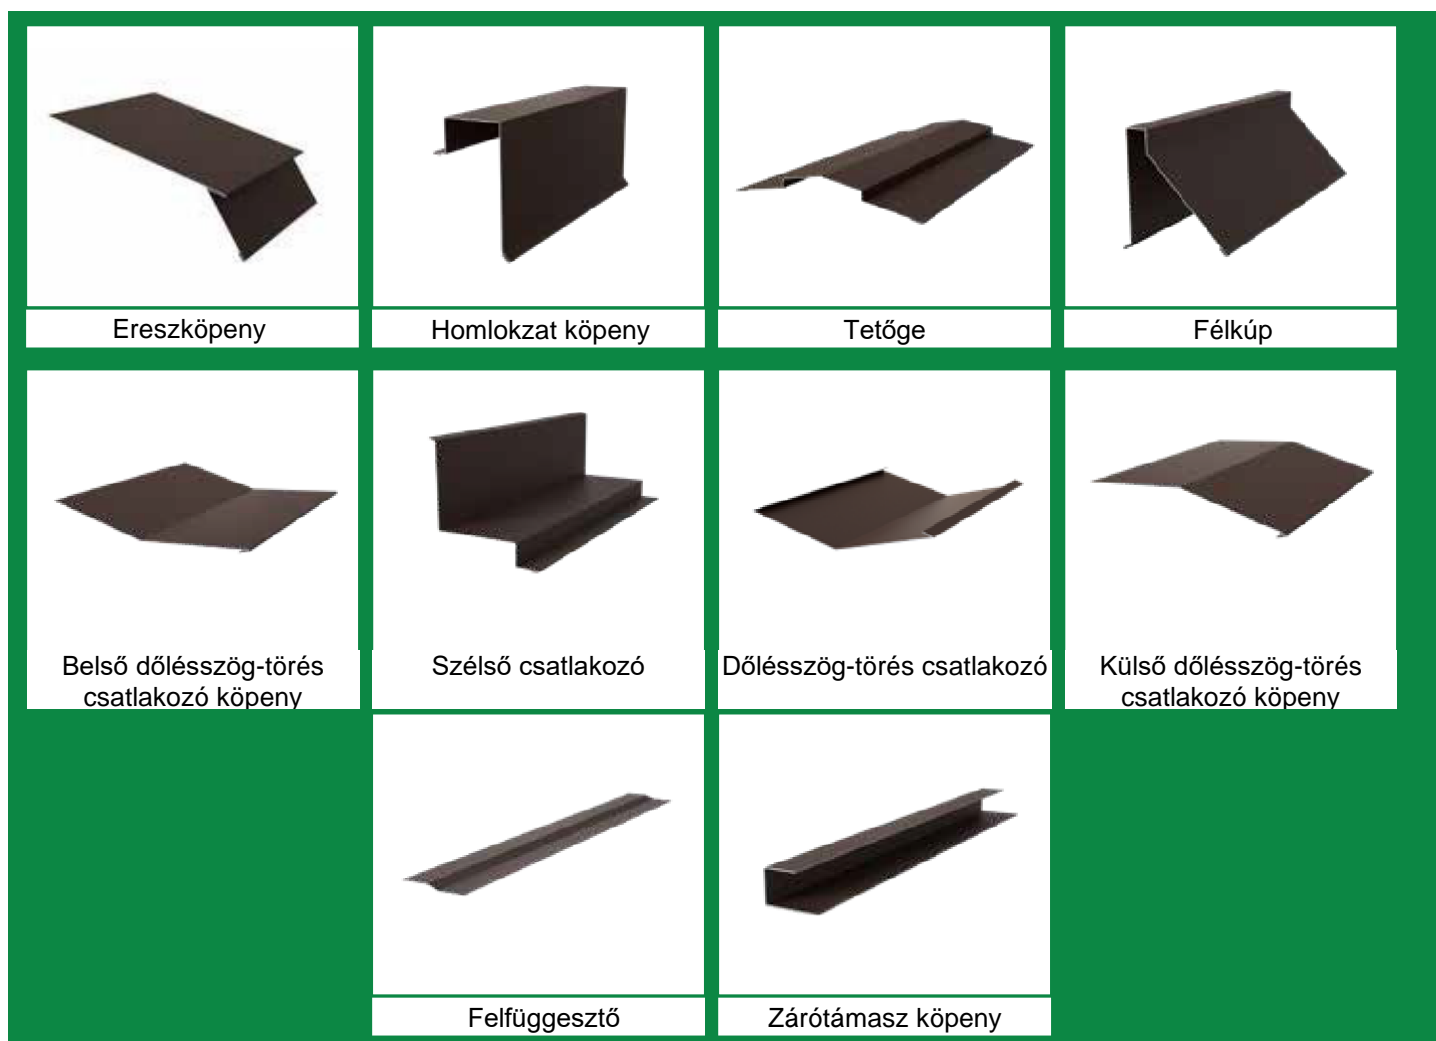 Ereszköpeny
Homlokzat köpeny
Tetőge
Félkúp
Belső dőlésszög-törés
csatlakozó köpeny
Szélső csatlakozó
Dőlésszög-törés csatlakozó
Külső dőlésszög-törés
csatlakozó köpeny
Felfüggesztő
Zárótámasz köpeny